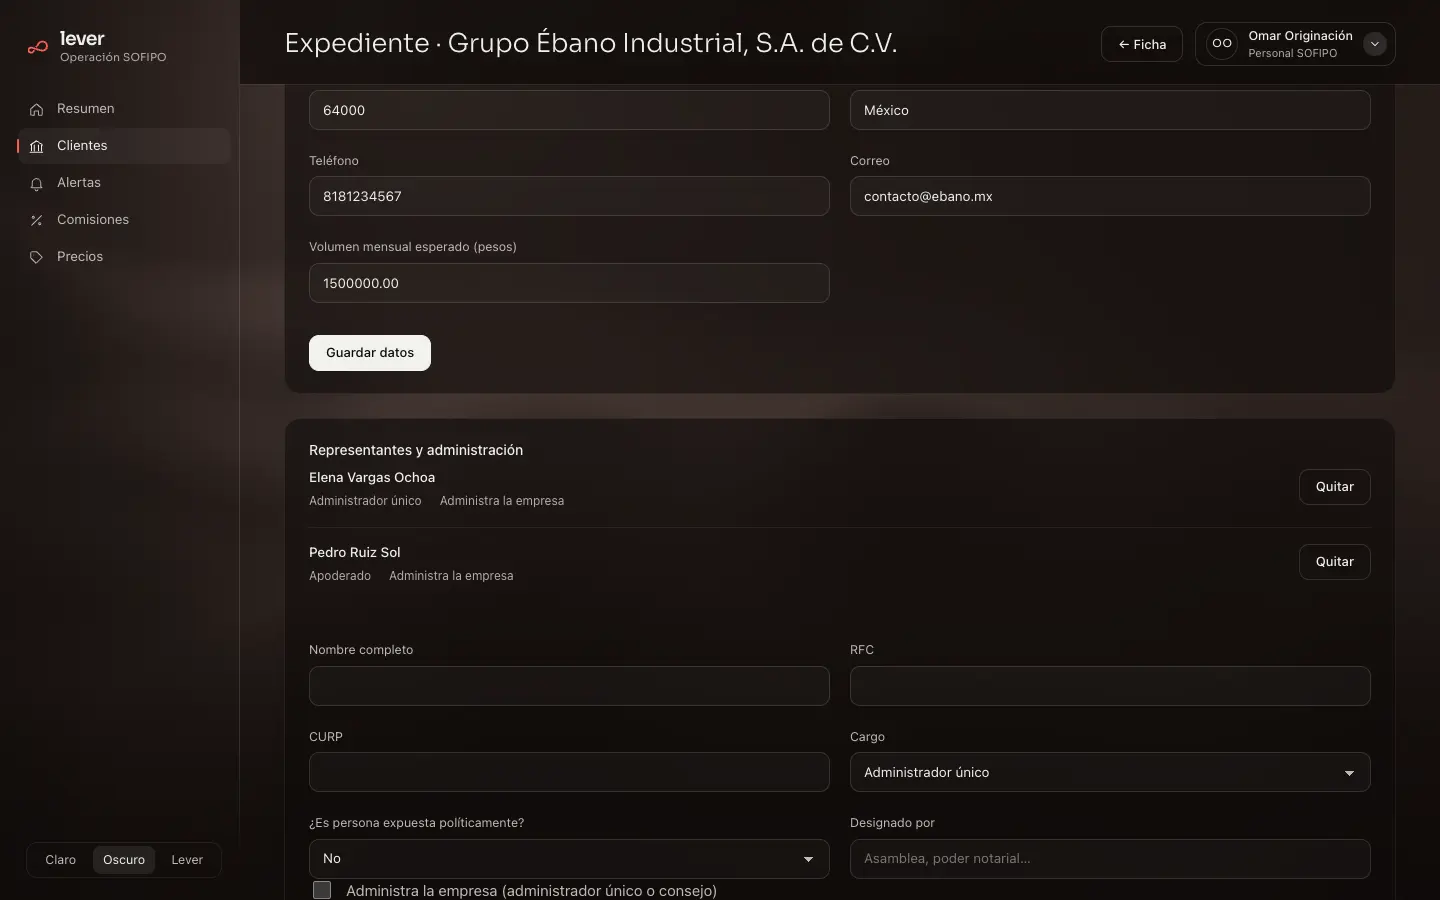 lever
Operación SOFIPO
Resumen
Clientes
Alertas
Comisiones
Precios
Claro
Oscuro
Lever
Expediente · Grupo Ébano Industrial, S.A. de C.V.
← Ficha
OO
Omar Originación
Personal SOFIPO
64000
México
Teléfono
Correo
8181234567
contacto@ebano.mx
Volumen mensual esperado (pesos)
1500000.00
Guardar datos
Representantes y administración
Elena Vargas Ochoa
Administrador único Administra la empresa
Quitar
Pedro Ruiz Sol
Apoderado Administra la empresa
Quitar
Nombre completo
RFC
CURP
Cargo
Administrador único
¿Es persona expuesta políticamente?
Designado por
No
Asamblea, poder notarial...
Administra la empresa (administrador único o consejo)